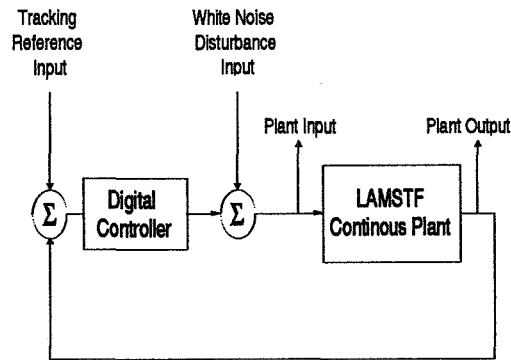 Tracking
Reference
Input
White Noise
Disturbance
Input
Plant Input
Plant Output
Σ
Digital
Controller
Σ
LAMSTF
Continous Plant